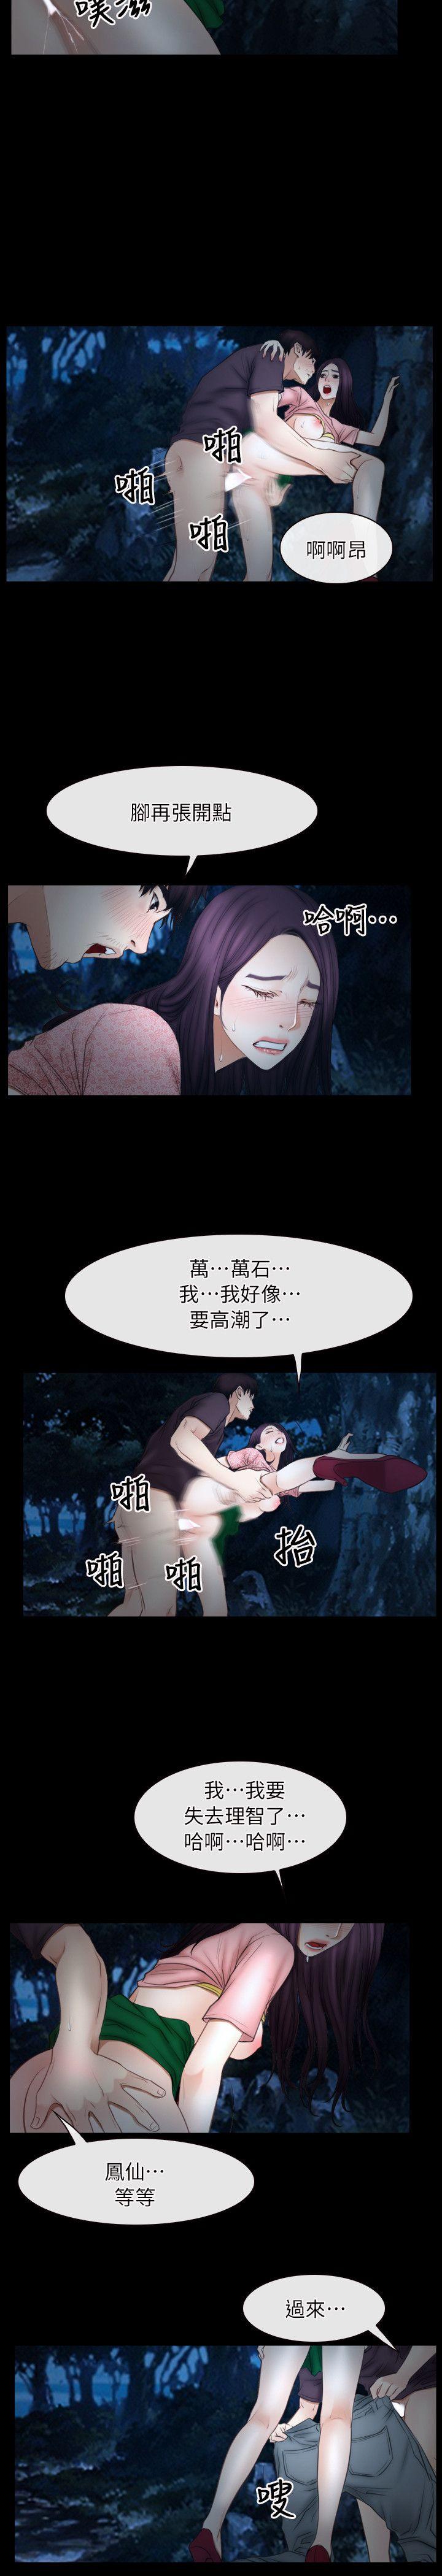 噗滋
啪
啪
啪
啊啊昂
腳再張開點
哈啊⋯
萬⋯萬石⋯
我⋯我好像⋯
要高潮了⋯
啪
啪
啪
抬
我⋯我要
失去理智了⋯
哈啊⋯哈啊⋯
鳳仙⋯
等等
過來⋯
嗖